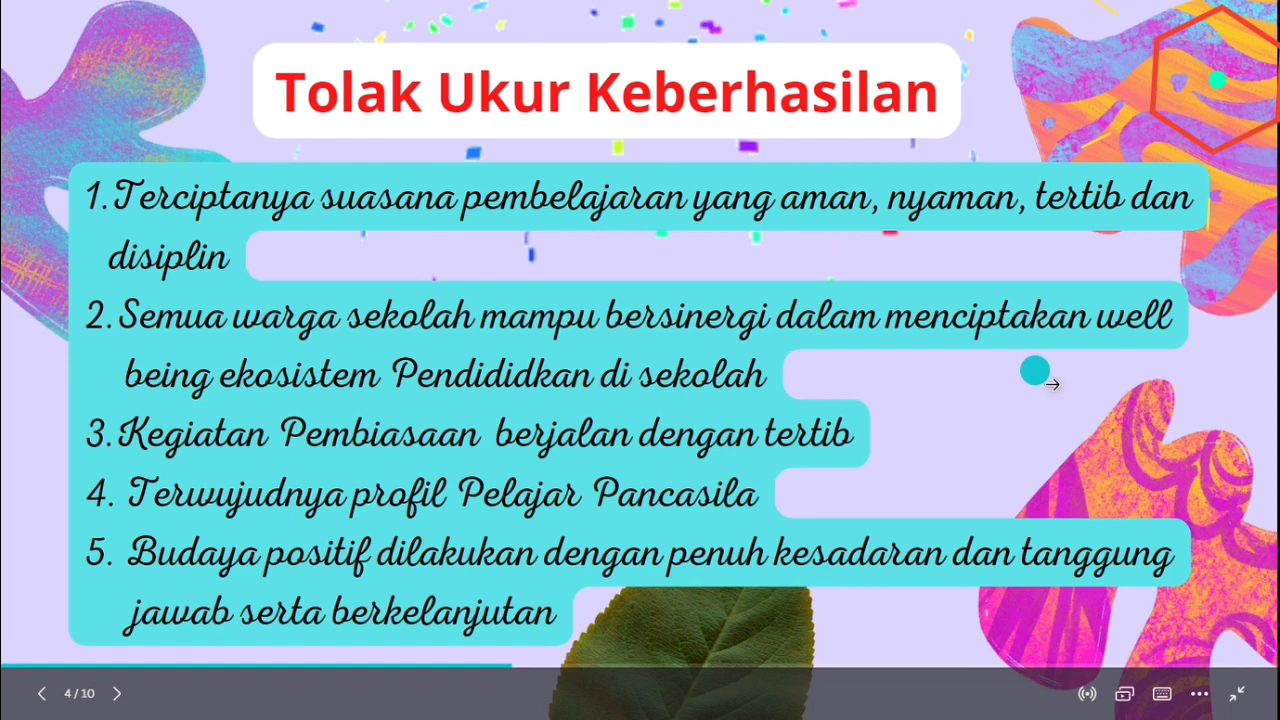 Tolak Ukur Keberhasilan
1. Terciptanya suasana pembelajaran yang aman, nyaman, tertib dan
disiplin
2. Semua warga sekolah mampu bersinergi dalam menciptakan well
being ekosistem Pendididkan di sekolah
3. Kegiatan Pembiasaan berjalan dengan tertib
4. Terwujudnya profil Pelajar Pancasila
5. Budaya positif dilakukan dengan penuh kesadaran dan tanggung
jawab serta berkelanjutan
4 / 10